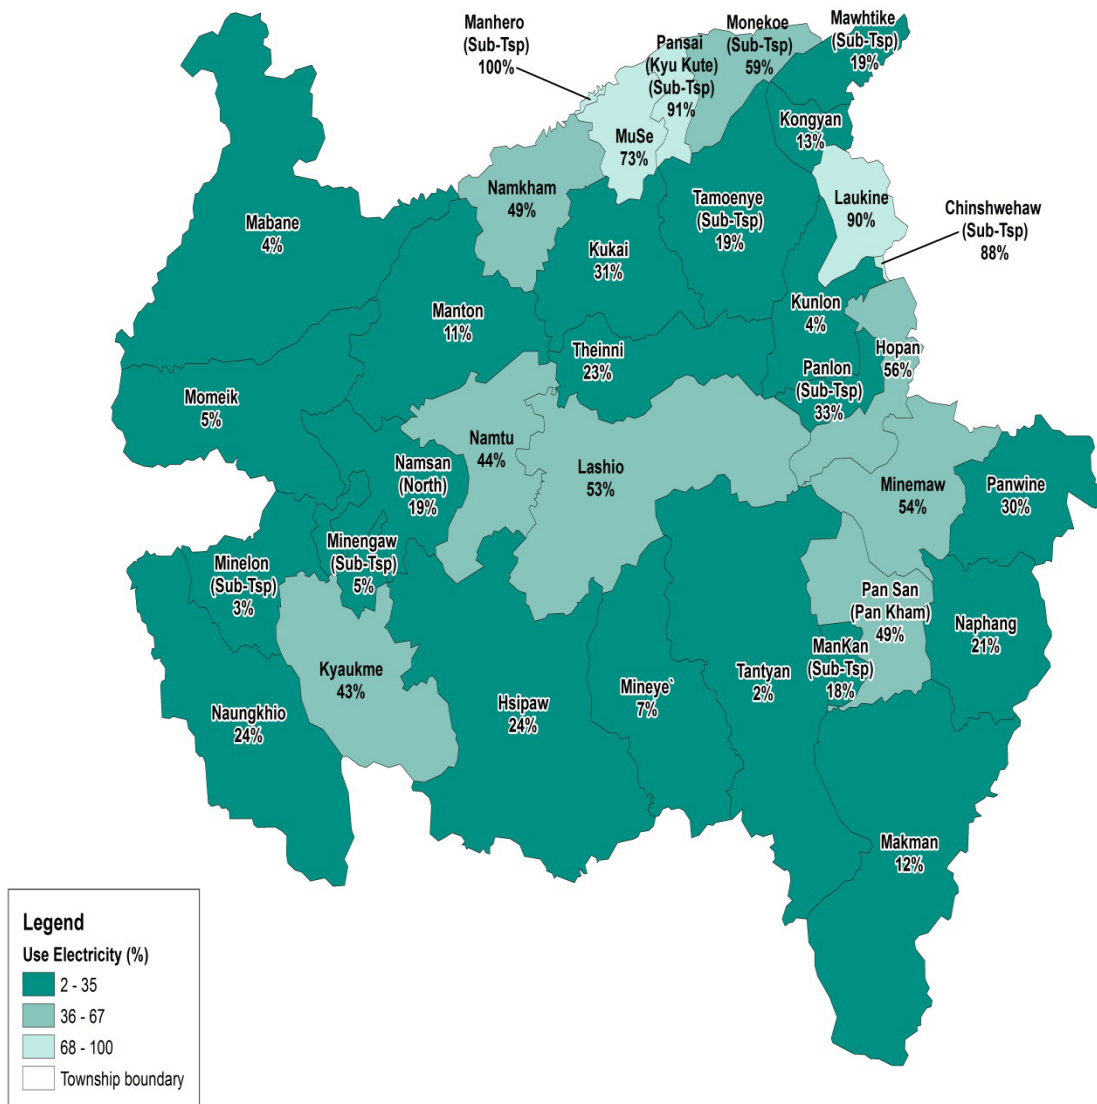 Manhero
(Sub-Tsp)
100%
Pansai
(Kyu Kute)
(Sub-Tsp)
91%
Monekoe
(Sub-Tsp)
59%
Mawhtike
(Sub-Tsp)
19%
Kongyan
13%
MuSe
73%
Namkham
49%
Laukine
90%
Chinshwehaw
(Sub-Tsp)
88%
Tamoenye
(Sub-Tsp)
19%
Mabane
4%
Kukai
31%
Manton
11%
Kunlon
4%
Theinni
23%
Hopan
56%
Panlon
(Sub-Tsp)
33%
Momeik
5%
Namtu
44%
Namsan
(North)
19%
Lashio
53%
Minemaw
54%
Panwine
30%
Minengaw
(Sub-Tsp)
5%
Minelon
(Sub-Tsp)
3%
Pan San
(Pan Kham)
49%
Naphang
21%
ManKan
(Sub-Tsp)
18%
Kyaukme
43%
Tantyan
2%
Mineye`
7%
Hsipaw
24%
Naungkhio
24%
Makman
12%
Legend
Use Electricity (%)
2 - 35
36 - 67
68 - 100
Township boundary